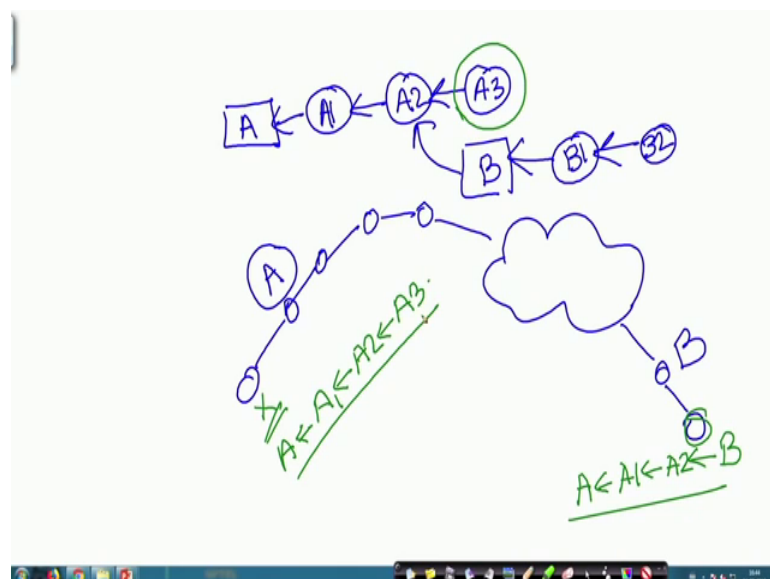 A ← A1 ← A2 ← A3
B ← B1 ← B2
A
X
A ← A1 ← A2 ← A3
B
A ← A1 ← A2 ← B